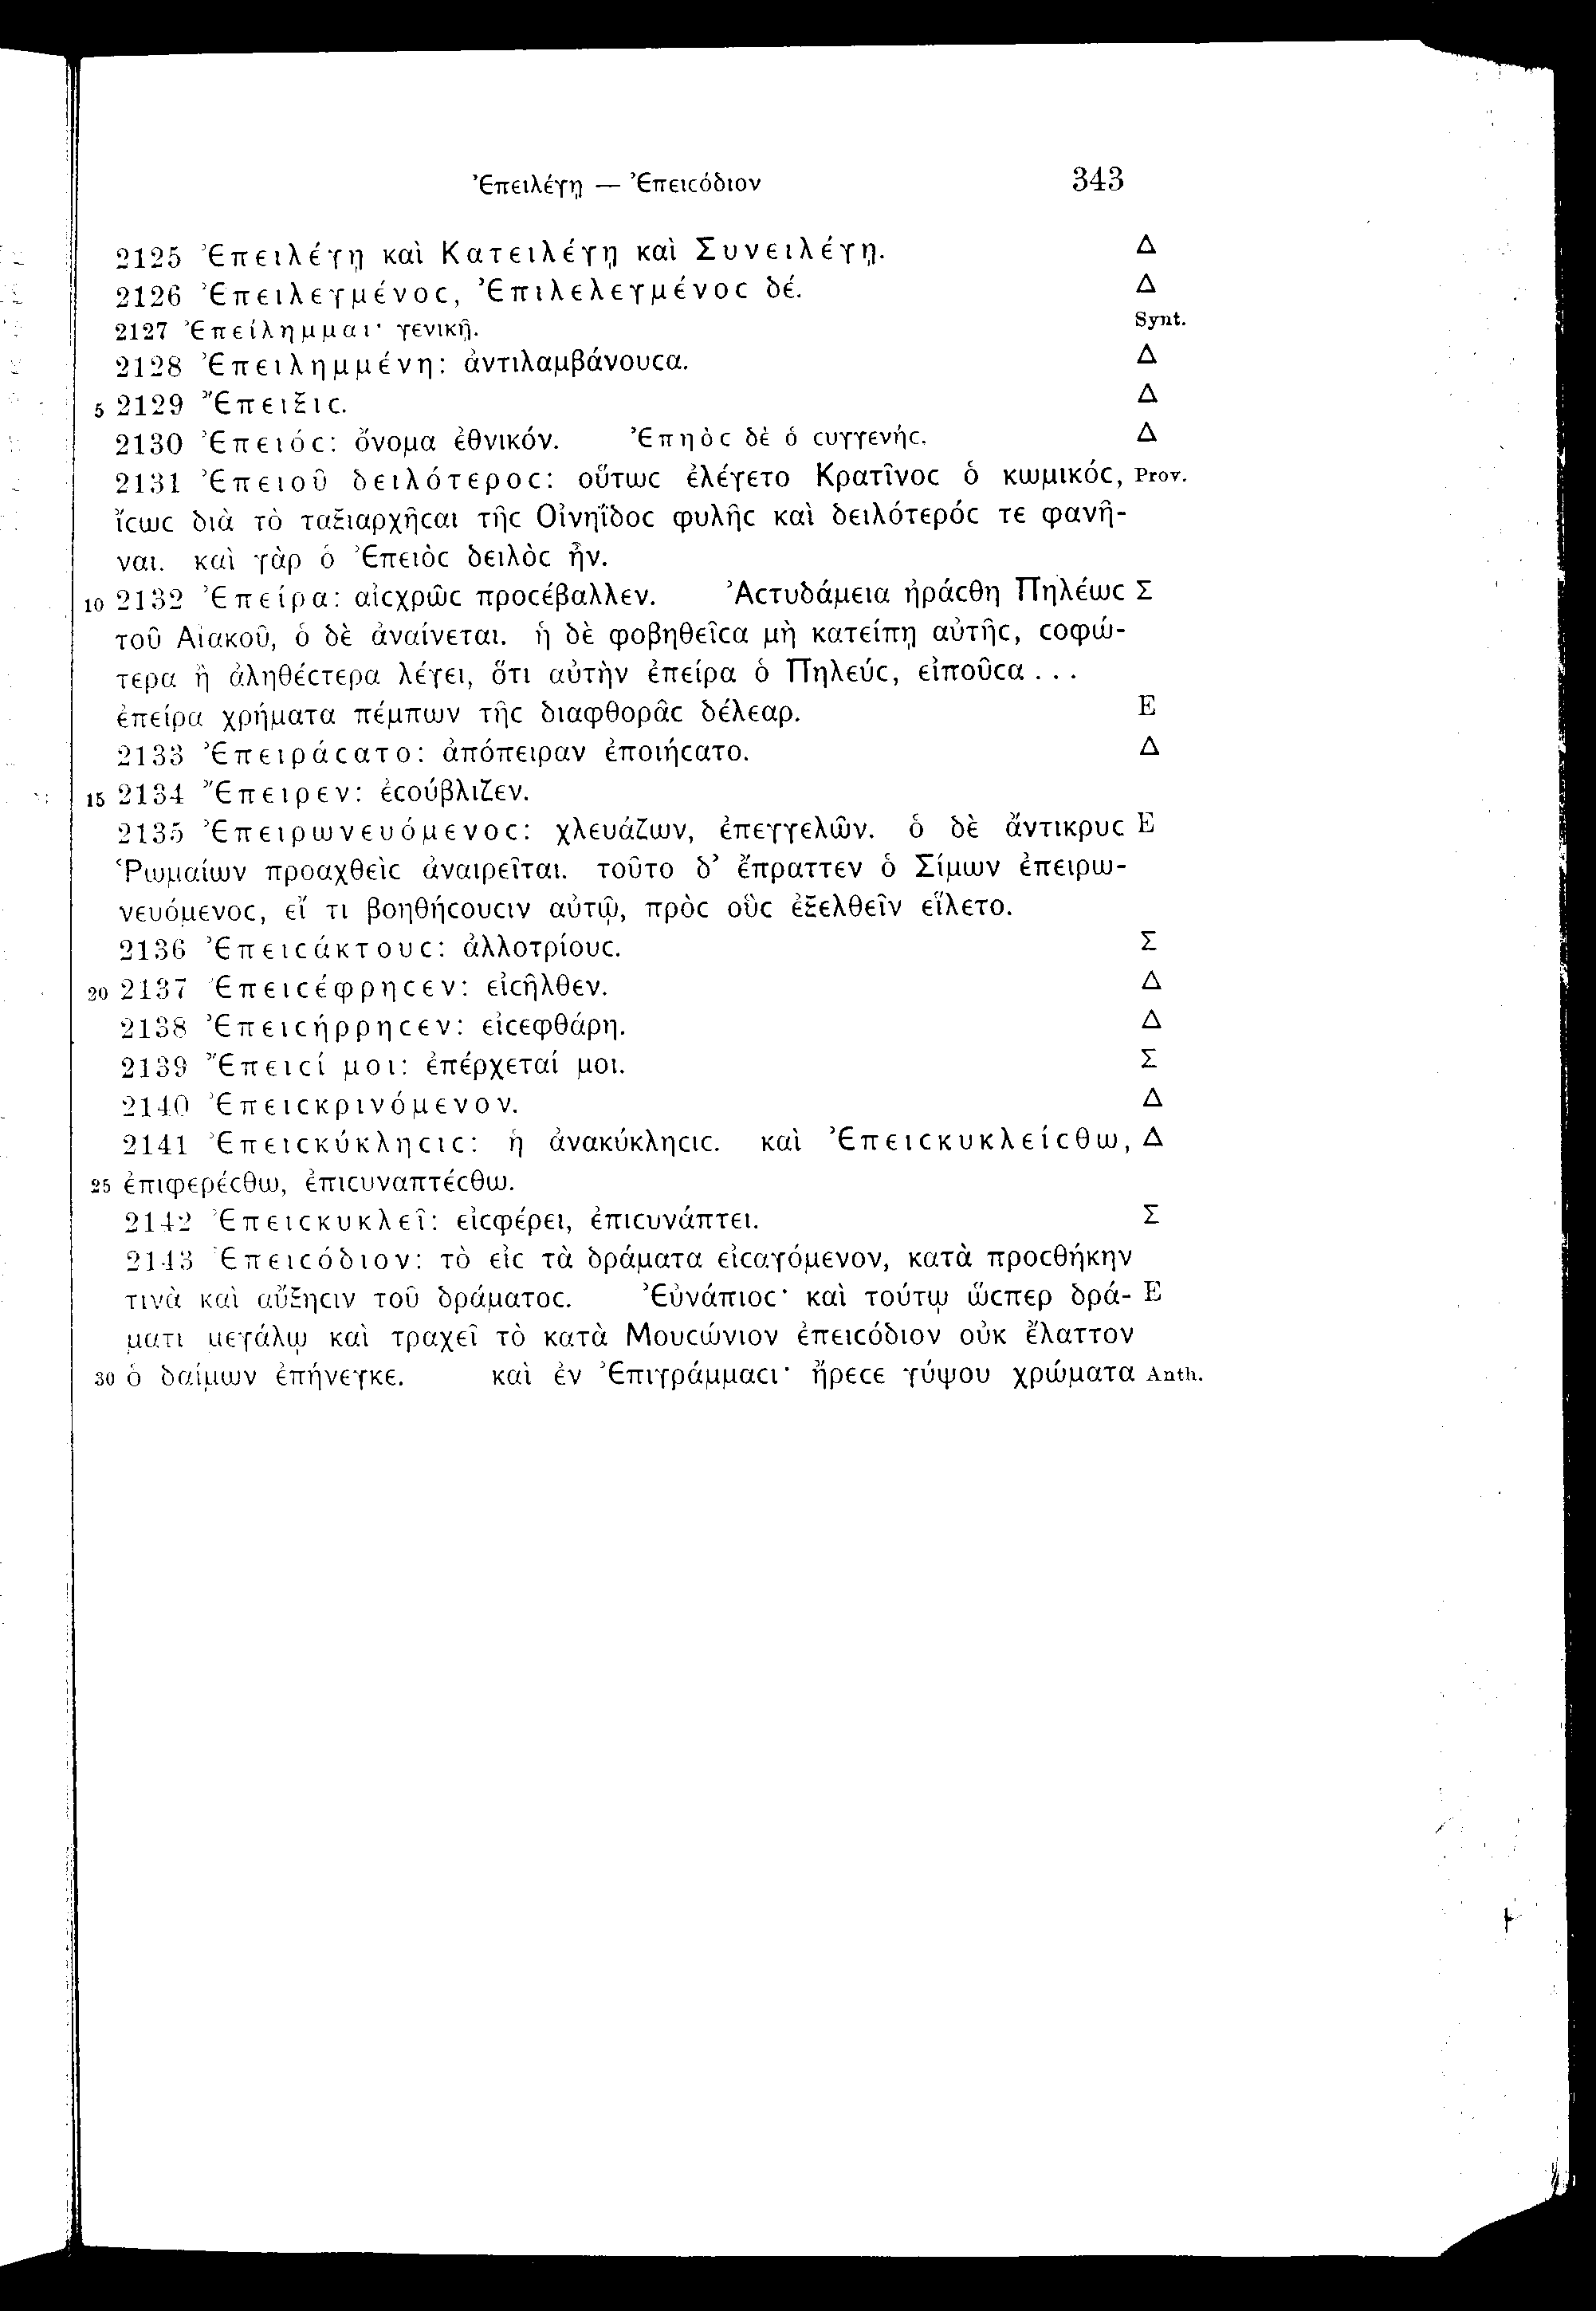 Ἐπειλέγη — Ἐπειϲόδιον 343
2125 Ἐπειλέγη καὶ Κατειλέγη καὶ Συνειλέγη. Δ
2126 Ἐπειλεγμένοϲ, Ἐπιλελεγμένοϲ δέ. Δ
2127 Ἐπείλημμαι· γενικῇ. Synt.
2128 Ἐπειλημμένη: ἀντιλαμβάνουϲα. Δ
5 2129 Ἔπειξιϲ. Δ
2130 Ἐπειόϲ: ὄνομα ἐθνικόν. Ἐπηὸϲ δὲ ὁ ϲυγγενήϲ. Δ
2131 Ἐπειοῦ δειλότεροϲ: οὕτωϲ ἐλέγετο Κρατῖνοϲ ὁ κωμικόϲ, Prov.
ἴϲωϲ διὰ τὸ ταξιαρχῆϲαι τῆϲ Οἰνηΐδοϲ φυλῆϲ καὶ δειλότερόϲ τε φανῆ-
ναι. καὶ γὰρ ὁ Ἐπειὸϲ δειλὸϲ ἦν.
10 2132 Ἐπείρα: αἰϲχρῶϲ προϲέβαλλεν. Ἀϲτυδάμεια ἠράϲθη Πηλέωϲ Σ
τοῦ Αἰακοῦ, ὁ δὲ ἀναίνεται. ἡ δὲ φοβηθεῖϲα μὴ κατείπῃ αὐτῆϲ, ϲοφώ-
τερα ἢ ἀληθέϲτερα λέγει, ὅτι αὐτὴν ἐπείρα ὁ Πηλεύϲ, εἰποῦϲα ...
ἐπείρα χρήματα πέμπων τῆϲ διαφθορᾶϲ δέλεαρ. E
2133 Ἐπειράϲατο: ἀπόπειραν ἐποιήϲατο. Δ
15 2134 Ἔπειρεν: ἐϲούβλιζεν.
2135 Ἐπειρωνευόμενοϲ: χλευάζων, ἐπεγγελῶν. ὁ δὲ ἄντικρυϲ E
Ῥωμαίων προαχθεὶϲ ἀναιρεῖται. τοῦτο δ’ ἔπραττεν ὁ Σίμων ἐπειρω-
νευόμενοϲ, εἴ τι βοηθήϲουϲιν αὐτῷ, πρὸϲ οὓϲ ἐξελθεῖν εἵλετο.
2136 Ἐπειϲάκτουϲ: ἀλλοτρίουϲ. Σ
20 2137 Ἐπειϲέφρηϲεν: εἰϲῆλθεν. Δ
2138 Ἐπειϲήρρηϲεν: εἰϲεφθάρη. Δ
2139 Ἔπειϲί μοι: ἐπέρχεταί μοι. Σ
2140 Ἐπειϲκρινόμενον. Δ
2141 Ἐπειϲκύκληϲιϲ: ἡ ἀνακύκληϲιϲ. καὶ Ἐπειϲκυκλείϲθω, Δ
25 ἐπιφερέϲθω, ἐπιϲυναπτέϲθω.
2142 Ἐπειϲκυκλεῖ: εἰϲφέρει, ἐπιϲυνάπτει. Σ
2143 Ἐπειϲόδιον: τὸ εἰϲ τὰ δράματα εἰϲαγόμενον, κατὰ προϲθήκην
τινὰ καὶ αὔξηϲιν τοῦ δράματοϲ. Εὐνάπιοϲ· καὶ τούτῳ ὥϲπερ δρά- E
ματι μεγάλῳ καὶ τραχεῖ τὸ κατὰ Μουϲώνιον ἐπειϲόδιον οὐκ ἔλαττον
30 ὁ δαίμων ἐπήνεγκε. καὶ ἐν Ἐπιγράμμαϲι· ἤρεϲε γύψου χρώματα Anth.